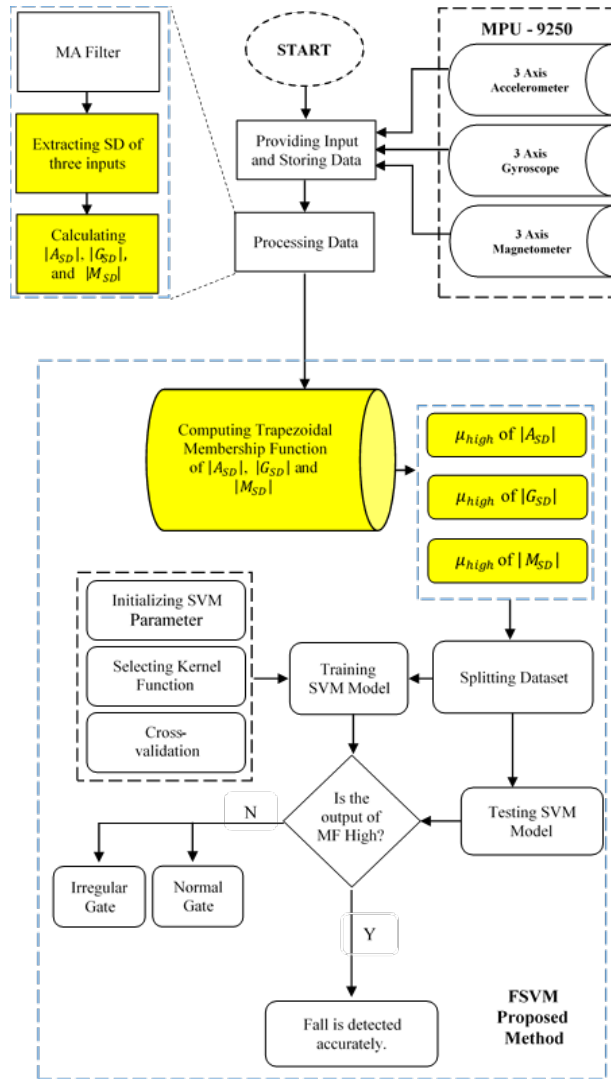 MA Filter
Extracting SD of
three inputs
Calculating
|A_SD|, |G_SD|,
and |M_SD|
START
Providing Input
and Storing Data
Processing Data
MPU - 9250
3 Axis
Accelerometer
3 Axis
Gyroscope
3 Axis
Magnetometer
Computing Trapezoidal
Membership Function
of |A_SD|, |G_SD| and
|M_SD|
μ_high of |A_SD|
μ_high of |G_SD|
μ_high of |M_SD|
Initializing SVM
Parameter
Selecting Kernel
Function
Cross-
validation
Training
SVM Model
Splitting Dataset
Is the
output of
MF High?
Testing SVM
Model
N
Irregular
Gate
Normal
Gate
Y
Fall is detected
accurately.
FSVM
Proposed
Method